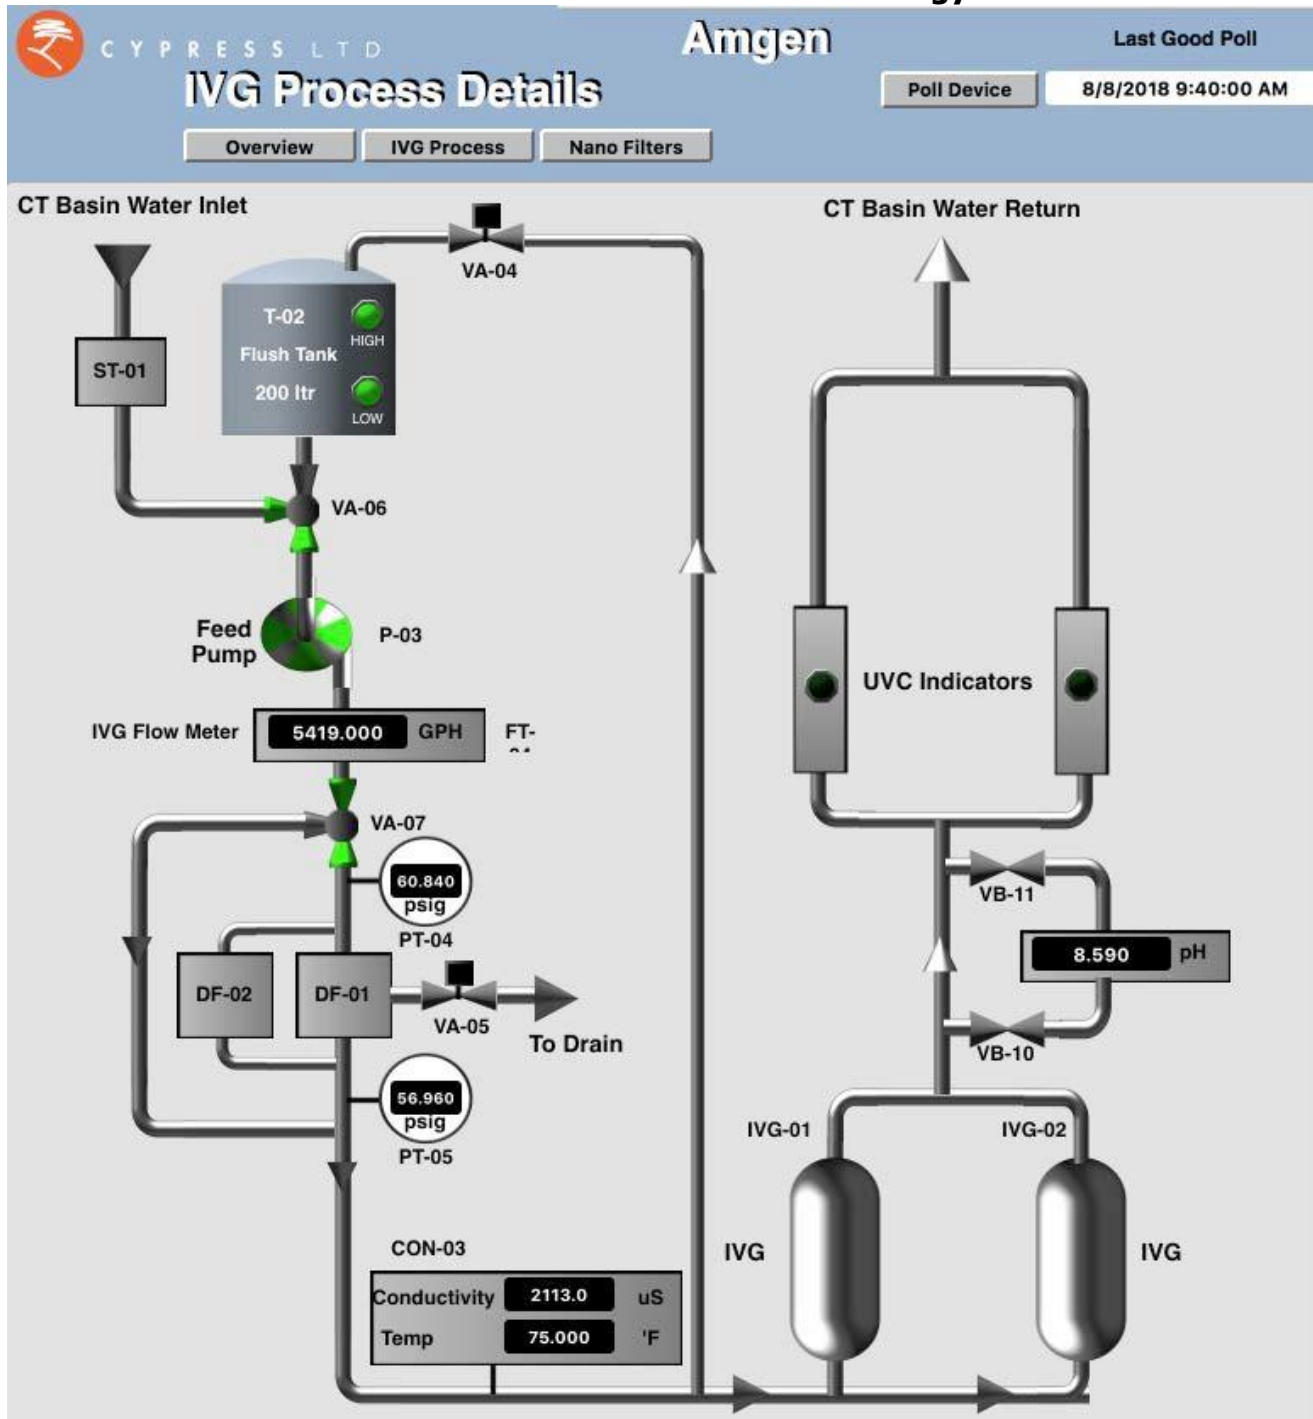 Amgen
Last Good Poll
CYPRESS LTD
IVG Process Details
Poll Device
8/8/2018 9:40:00 AM
Overview
IVG Process
Nano Filters
CT Basin Water Inlet
CT Basin Water Return
VA-04
T-02
HIGH
Flush Tank
200 ltr
LOW
ST-01
VA-06
Feed
Pump
P-03
UVC Indicators
IVG Flow Meter
5419.000
GPH
FT-
VA-07
60.840
psig
PT-04
VB-11
8.590
pH
DF-02
DF-01
VA-05
To Drain
VB-10
56.960
psig
PT-05
IVG-01
IVG-02
CON-03
IVG
IVG
Conductivity
2113.0
uS
Temp
75.000
'F